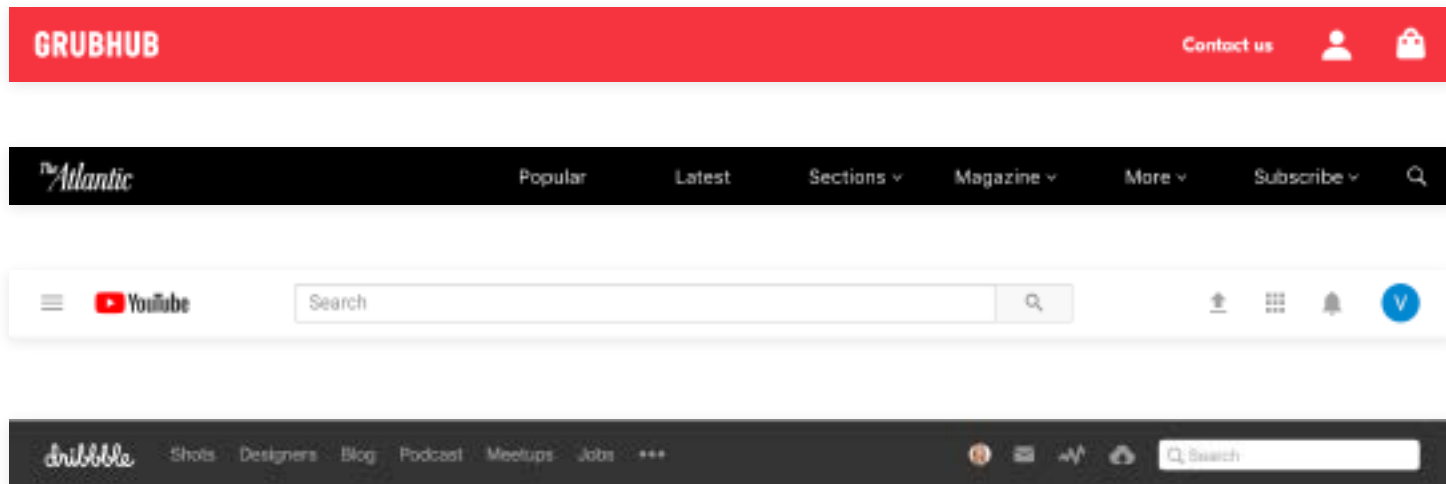 GRUBHUB Contact us
The Atlantic Popular Latest Sections Magazine More Subscribe
YouTube Search V
dribbble Shots Designers Blog Podcast Meetups Jobs ••• Search